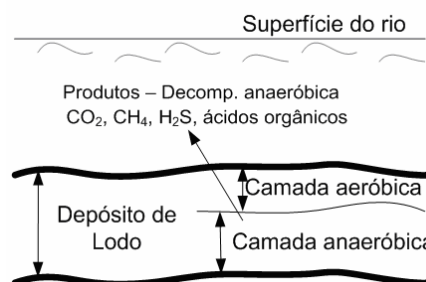 Superfície do rio
Produtos – Decomp. anaeróbica
CO₂, CH₄, H₂S, ácidos orgânicos
Camada aeróbica
Depósito de
Lodo
Camada anaeróbica